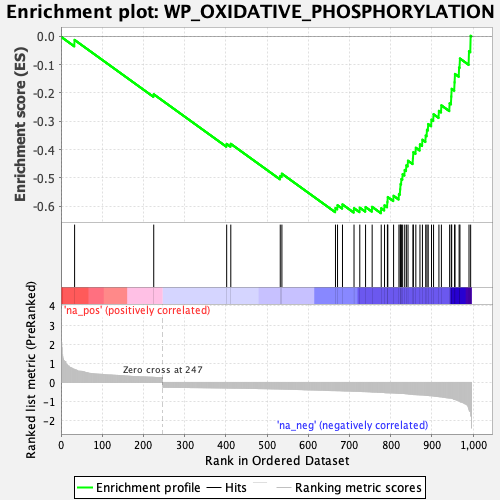 Enrichment plot: WP_OXIDATIVE_PHOSPHORYLATION
Enrichment score (ES)
0.0
-0.1
-0.2
-0.3
-0.4
-0.5
-0.6
'na_pos' (positively correlated)
Ranked list metric (PreRanked)
4
3
2
1
0
-1
-2
Zero cross at 247
'na_neg' (negatively correlated)
0 100 200 300 400 500 600 700 800 900 1,000
Rank in Ordered Dataset
Enrichment profile Hits Ranking metric scores